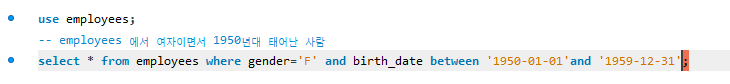 use employees;
-- employees 에서 여자이면서 1950년대 태어난 사람
select * from employees where gender='F' and birth_date between '1950-01-01'and '1959-12-31';